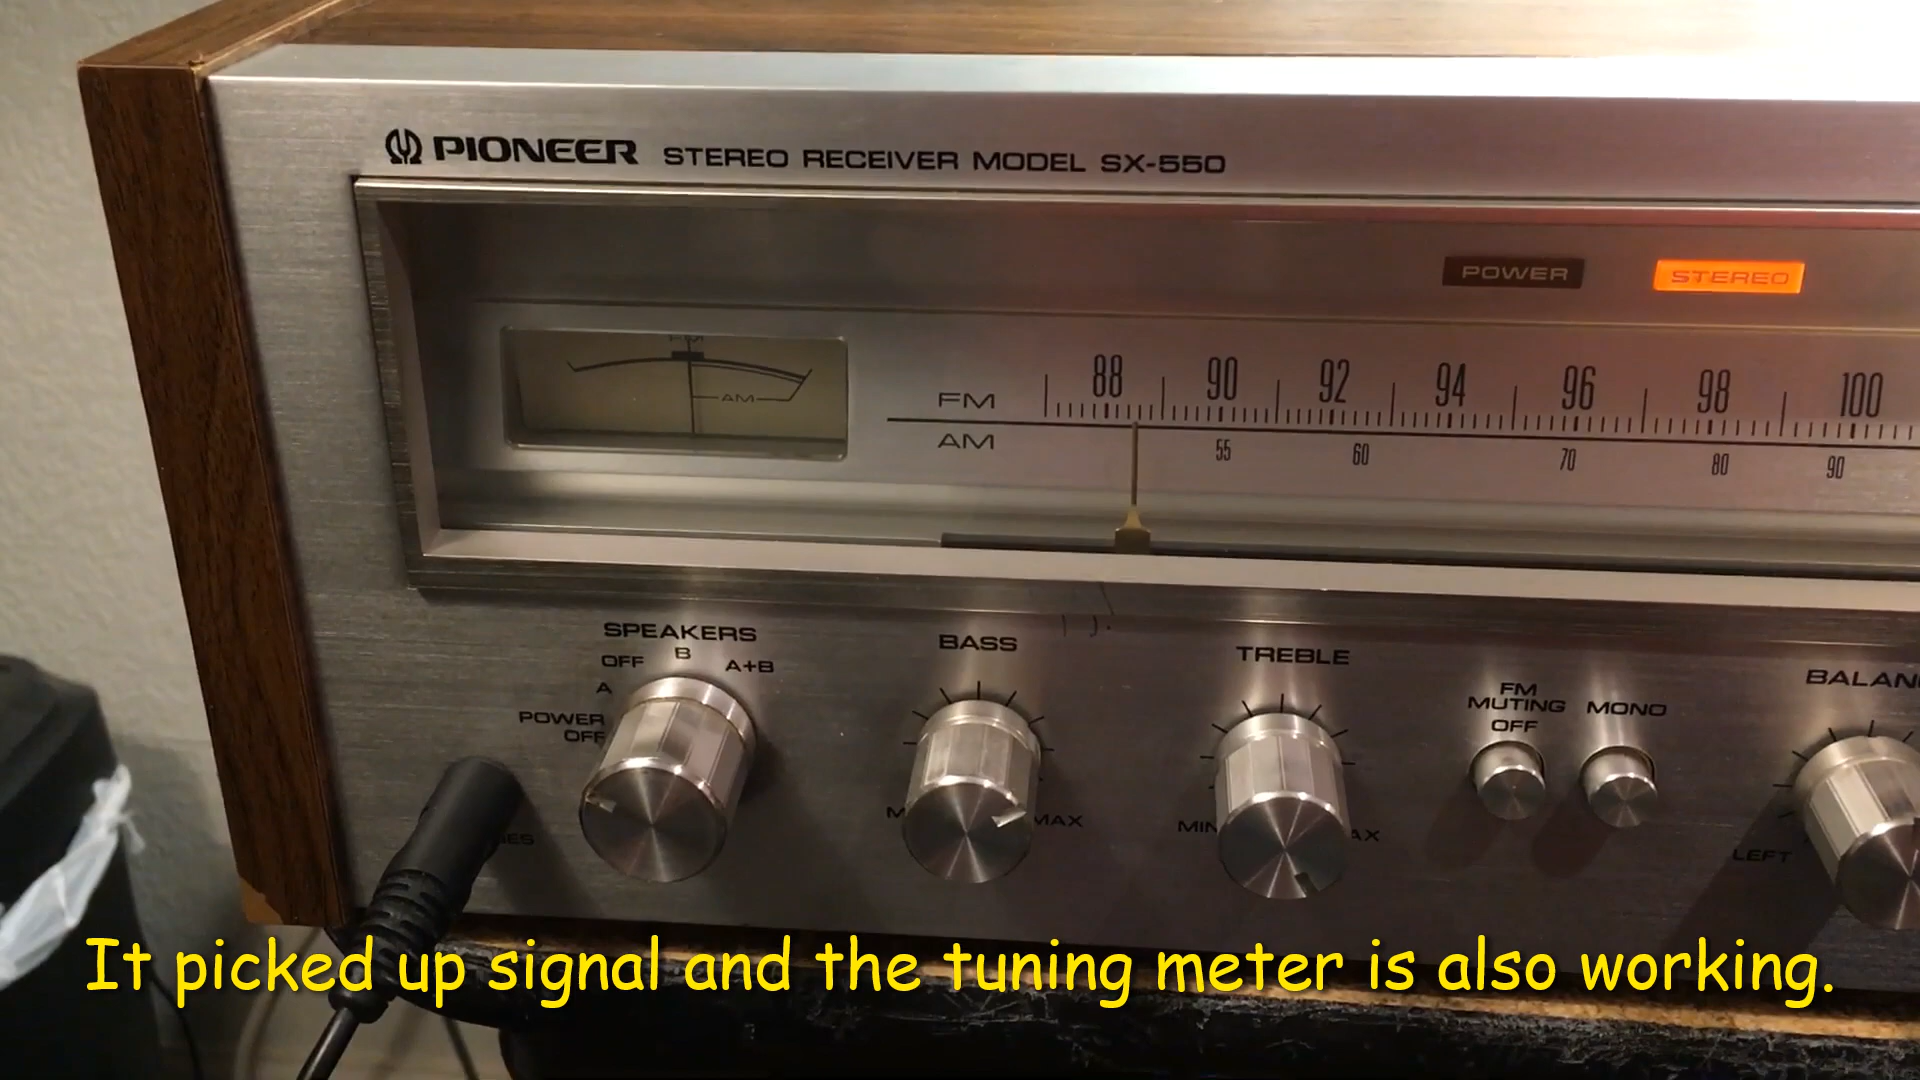 PIONEER STEREO RECEIVER MODEL SX-550
POWER STEREO
FM
AM
FM 88 90 92 94 96 98 100
AM 55 60 70 80 90
SPEAKERS
OFF B A+B
A
POWER
OFF
BASS
MAX
TREBLE
MIN
FM
MUTING
OFF
MONO
LEFT
It picked up signal and the tuning meter is also working.